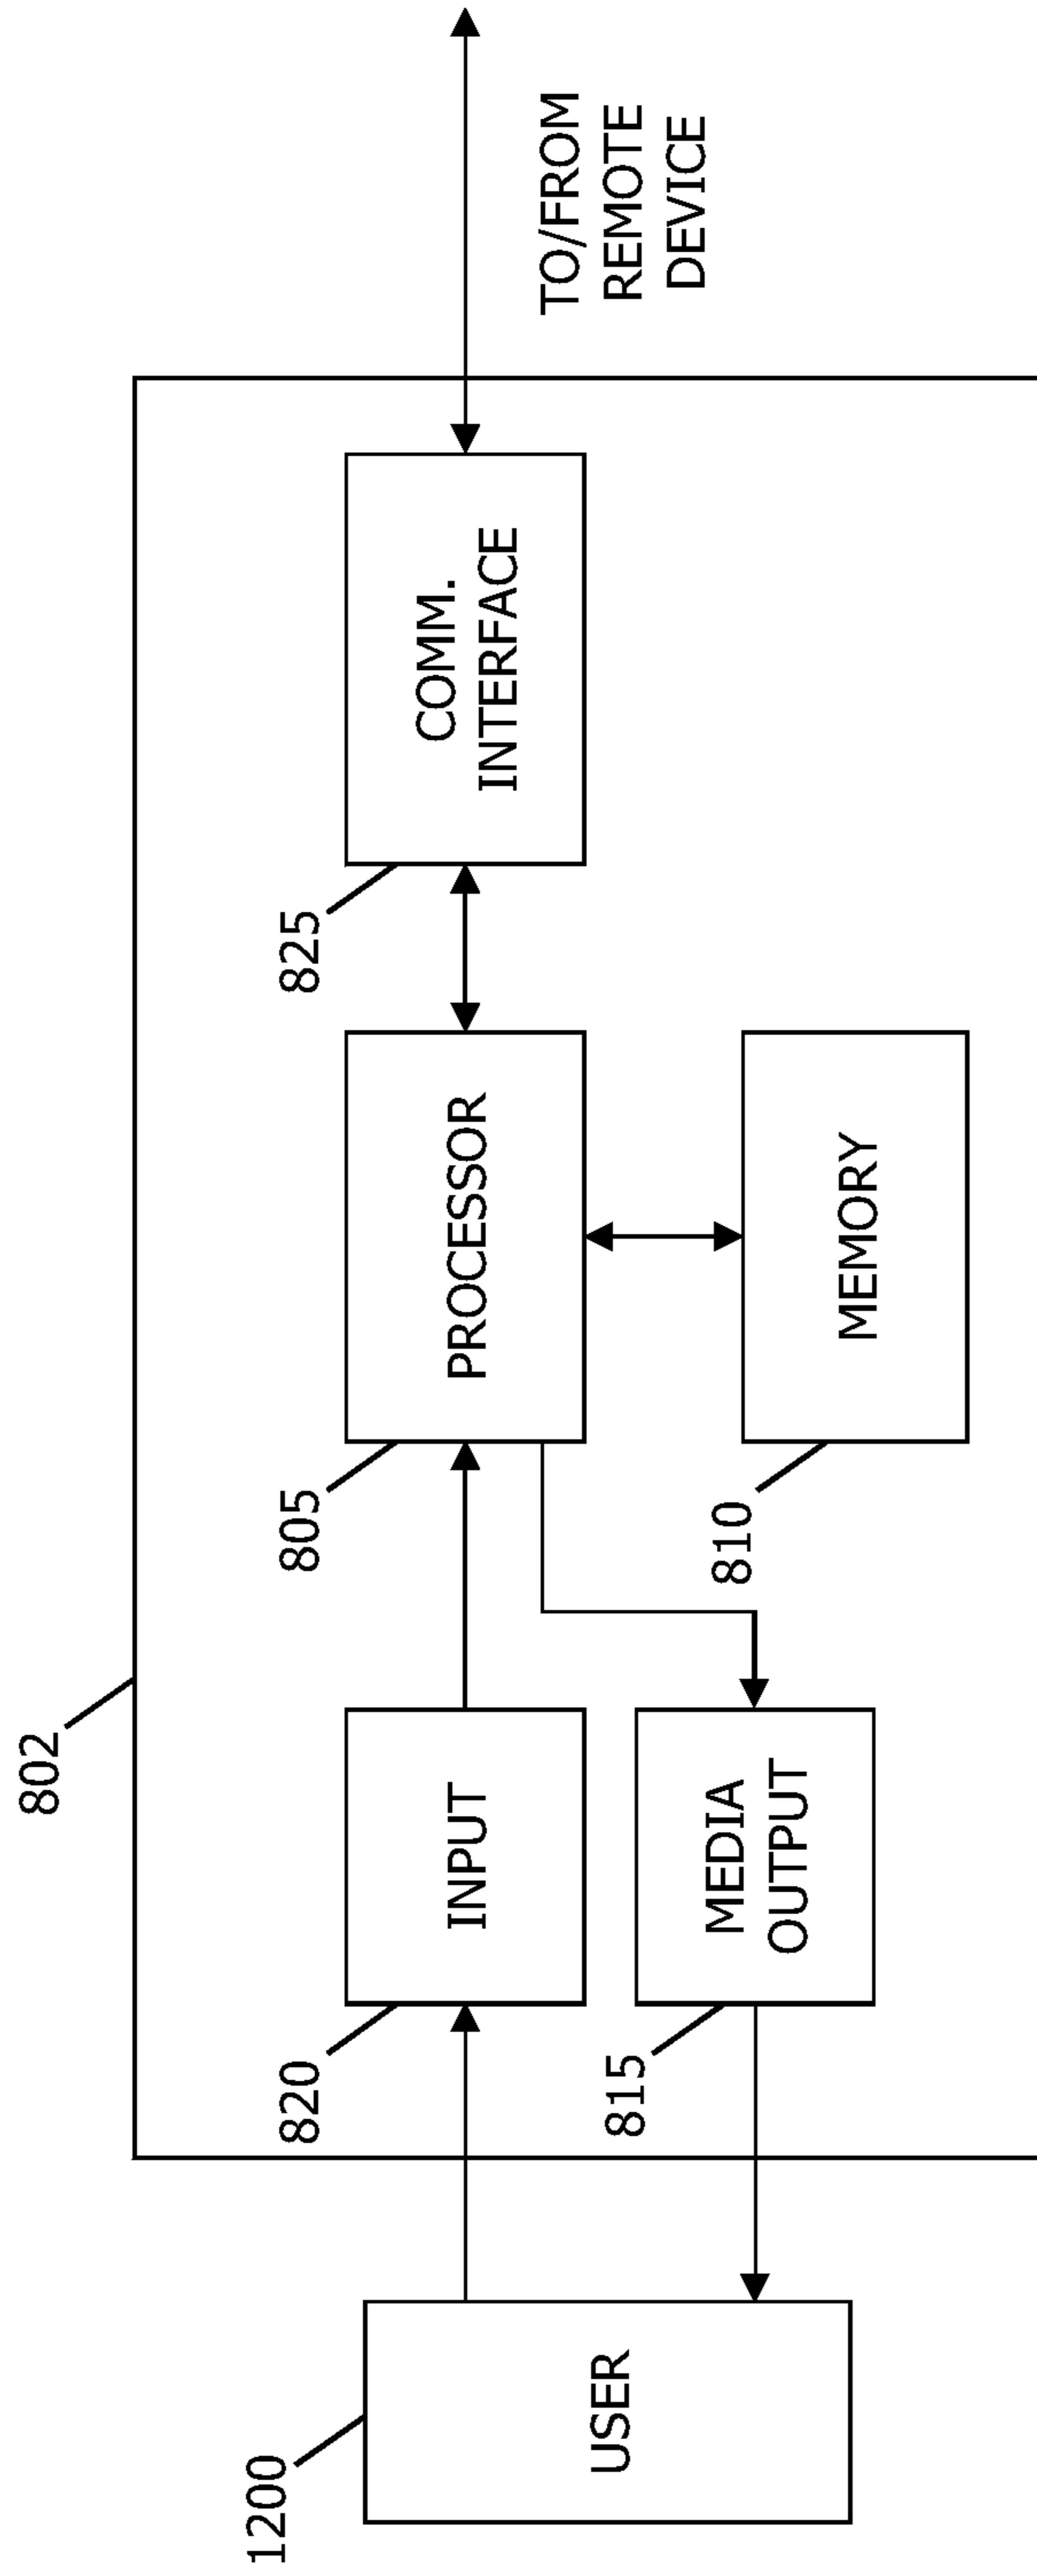 802
1200
USER
820
INPUT
815
MEDIA
OUTPUT
805
PROCESSOR
810
MEMORY
825
COMM.
INTERFACE
TO/FROM
REMOTE
DEVICE